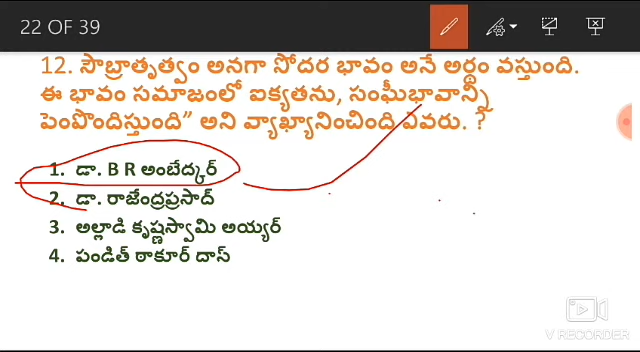 22 OF 39
12. సౌబ్రాతృత్వం అనగా సోదర భావం అనే అర్థం వస్తుంది.
ఈ భావం సమాజంలో ఐక్యతను, సంఘీభావాన్ని
పెంపొందిస్తుంది” అని వ్యాఖ్యానించింది ఎవరు. ?
1. డా. B R అంబేద్కర్
2. డా. రాజేంద్రప్రసాద్
3. అల్లాడి కృష్ణస్వామి అయ్యర్
4. పండిత్ ఠాకూర్ దాస్
V RECORDER